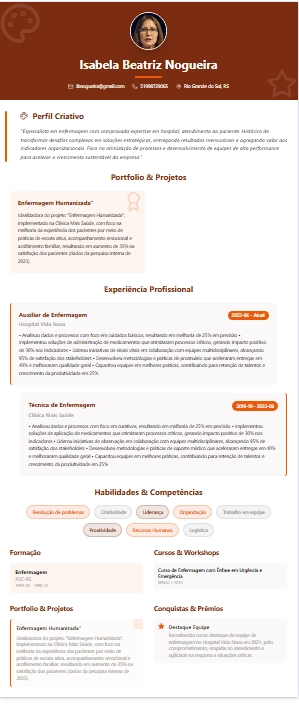 Isabela Beatriz Nogueira
ibnogueira@gmail.com 51998729065 Rio Grande do Sul, RS
Perfil Criativo
"Especialista em enfermagem com comprovada expertise em hospital, atendimento ao paciente. Histórico de
transformar desafios complexos em soluções estratégicas, entregando resultados mensuráveis e agregando valor aos
indicadores organizacionais. Foco na otimização de processos e desenvolvimento de equipes de alta performance
para acelerar o crescimento sustentável da empresa."
Portfolio & Projetos
Enfermagem Humanizada"
Idealizadora do projeto "Enfermagem Humanizada",
implementado na Clínica Mais Saúde, com foco na
melhoria da experiência dos pacientes por meio de
práticas de escuta ativa, acompanhamento emocional e
acolhimento familiar, resultando em aumento de 35% na
satisfação dos pacientes (dados da pesquisa interna de
2023)
Experiência Profissional
Auxiliar de Enfermagem 2022-06 - Atual
Hospital Vida Nova
• Analisou dados e processos com foco em cuidados básicos, resultando em melhoria de 25% em precisão •
Implementou soluções de administração de medicamentos que otimizaram processos críticos, gerando impacto positivo
de 30% nos indicadores • Liderou iniciativas de sinais vitais em colaboração com equipes multidisciplinares, alcançando
95% de satisfação dos stakeholders • Desenvolveu metodologias e práticas de curativos que aceleraram entregas em
40% e melhoraram qualidade geral • Capacitou equipes em melhores práticas, contribuindo para retenção de talentos e
crescimento da produtividade em 25%
Técnica de Enfermagem 2019-10 - 2023-06
Clínica Mais Saúde
• Analisou dados e processos com foco em curativos, resultando em melhoria de 25% em precisão • Implementou
soluções de aplicação de medicamentos que otimizaram processos críticos, gerando impacto positivo de 30% nos
indicadores • Liderou iniciativas de observação em colaboração com equipes multidisciplinares, alcançando 95% de
satisfação dos stakeholders • Desenvolveu metodologias e práticas de suporte médico que aceleraram entregas em 40%
e melhoraram qualidade geral • Capacitou equipes em melhores práticas, contribuindo para retenção de talentos e
crescimento da produtividade em 25%
Habilidades & Competências
Resolução de problemas Criatividade Liderança Organização Trabalho em equipe
Proatividade Recursos Humanos Logística
Formação
Enfermagem
PUC-RS
Cursos & Workshops
Curso de Enfermagem com Ênfase em Urgência e
Emergência
Portfolio & Projetos
Enfermagem Humanizada"
Idealizadora do projeto "Enfermagem Humanizada",
implementado na Clínica Mais Saúde, com foco na
melhoria da experiência dos pacientes por meio de
práticas de escuta ativa, acompanhamento emocional e
acolhimento familiar, resultando em aumento de 35% na
satisfação dos pacientes (dados da pesquisa interna de
2023)
Conquistas & Prêmios
Destaque Equipe
Reconhecida como destaque da equipe de
enfermagem no Hospital Vida Nova em 2023, pelo
comprometimento, empatia no atendimento e
agilidade na resposta a situações críticas.